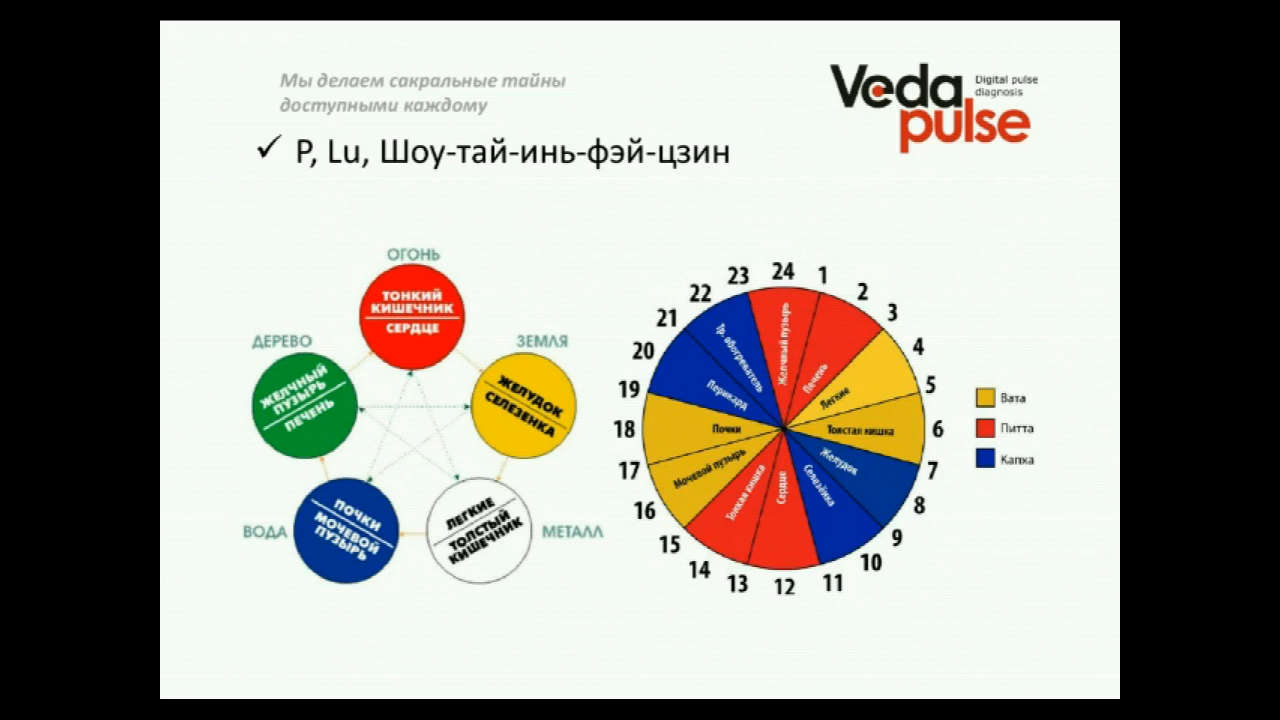 Мы делаем сакральные тайны
доступными каждому
Veda
pulse
Digital pulse
diagnosis
✓ P, Lu, Шоу-тай-инь-фэй-цзин
ОГОНЬ
ТОНКИЙ
КИШЕЧНИК
СЕРДЦЕ
ДЕРЕВО
ЖЕЛЧНЫЙ
ПУЗЫРЬ
ПЕЧЕНЬ
ЗЕМЛЯ
ЖЕЛУДОК
СЕЛЕЗЕНКА
ВОДА
ПОЧКИ
МОЧЕВОЙ
ПУЗЫРЬ
ЛЕГКИЕ
ТОЛСТЫЙ
КИШЕЧНИК
МЕТАЛЛ
24
1
2
3
4
5
6
7
8
9
10
11
12
13
14
15
16
17
18
19
20
21
22
23
Желчный пузырь
Печень
Легкие
Толстая кишка
Желудок
Селезёнка
Сердце
Тонкая кишка
Мочевой пузырь
Почки
Перикард
Тр. обогреватель
Вата
Питта
Капха